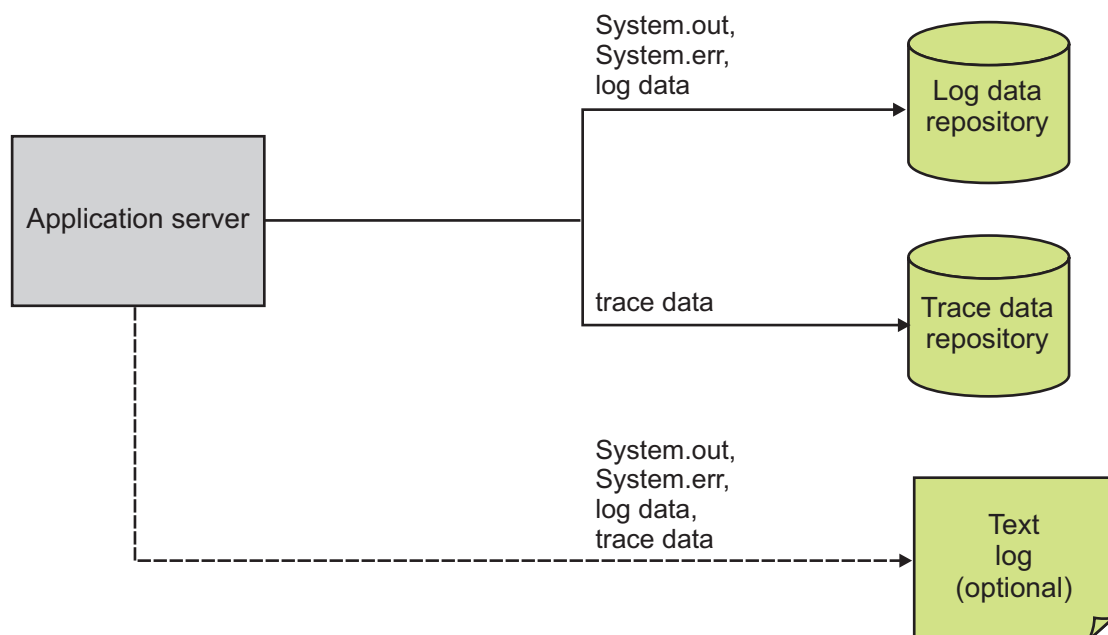 System.out,
System.err,
log data
Log data
repository
Application server
trace data
Trace data
repository
System.out,
System.err,
log data,
trace data
Text
log
(optional)